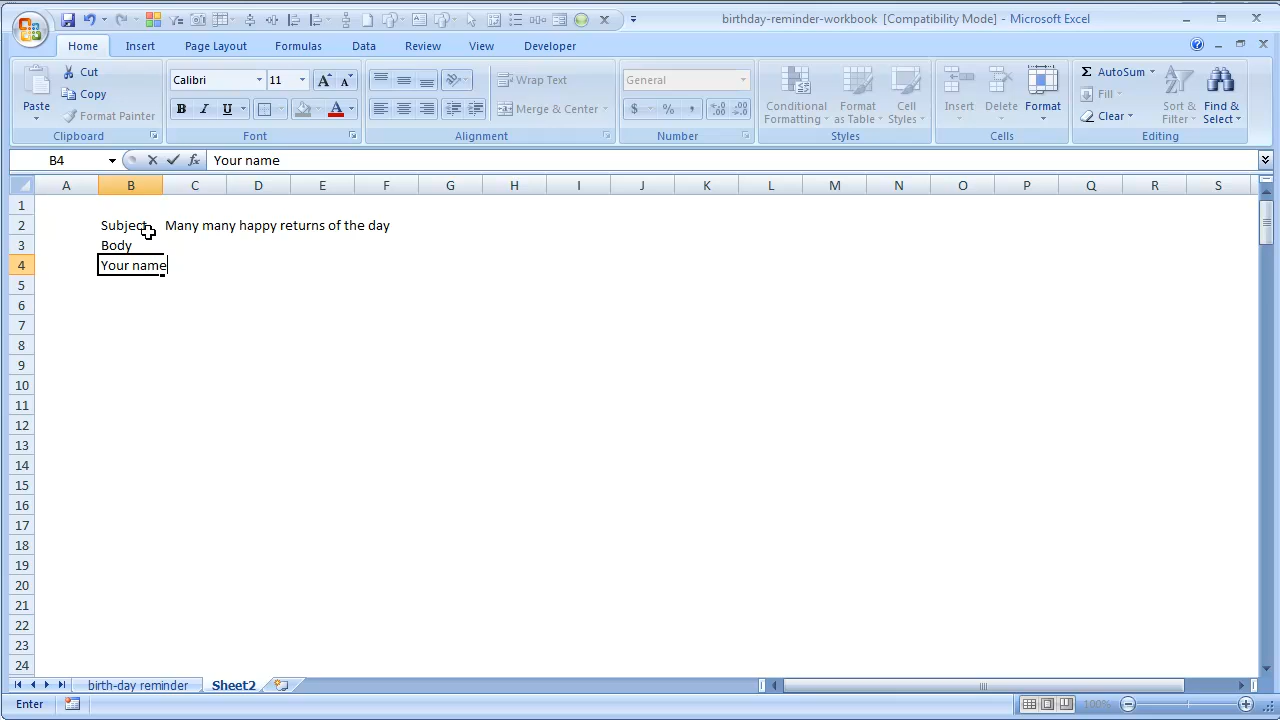 birthday-reminder-workbook [Compatibility Mode] - Microsoft Excel
Home Insert Page Layout Formulas Data Review View Developer
Paste
Cut
Copy
Format Painter
Clipboard
Calibri 11
B I U
Font
Wrap Text
Merge & Center
Alignment
General
$ % ,
Number
Conditional Formatting
Format as Table
Cell Styles
Styles
Insert Delete Format
Cells
Σ AutoSum
Fill
Clear
Sort & Filter
Find & Select
Editing
B4 fx Your name
A B C D E F G H I J K L M N O P Q R S
1
2 Subject Many many happy returns of the day
3 Body
4 Your name
5
6
7
8
9
10
11
12
13
14
15
16
17
18
19
20
21
22
23
24
birth-day reminder Sheet2
Enter 100%